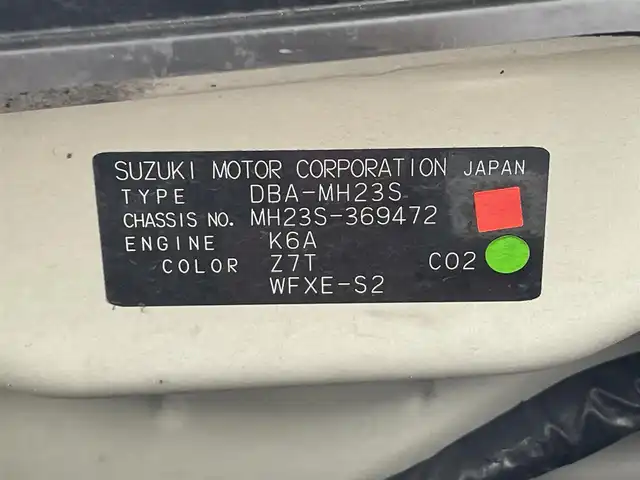 SUZUKI MOTOR CORPORATION JAPAN
TYPE DBA-MH23S
CHASSIS NO. MH23S-369472
ENGINE K6A
COLOR Z7T CO2
WFXE-S2